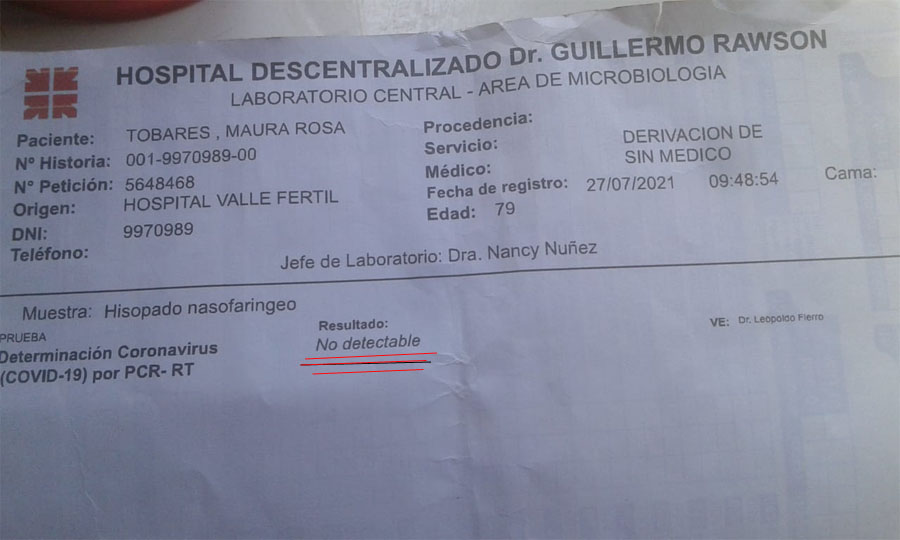 HOSPITAL DESCENTRALIZADO Dr. GUILLERMO RAWSON
LABORATORIO CENTRAL - AREA DE MICROBIOLOGIA
Paciente: TOBARES , MAURA ROSA
Nº Historia: 001-9970989-00
N° Petición: 5648468
Origen: HOSPITAL VALLE FERTIL
DNI: 9970989
Teléfono:
Procedencia:
Servicio: DERIVACION DE
Médico: SIN MEDICO
Fecha de registro: 27/07/2021 09:48:54 Cama:
Edad: 79
Jefe de Laboratorio: Dra. Nancy Nuñez
Muestra: Hisopado nasofaringeo
PRUEBA Resultado: VE: Dr. Leopoldo Fierro
Determinación Coronavirus No detectable
(COVID-19) por PCR- RT